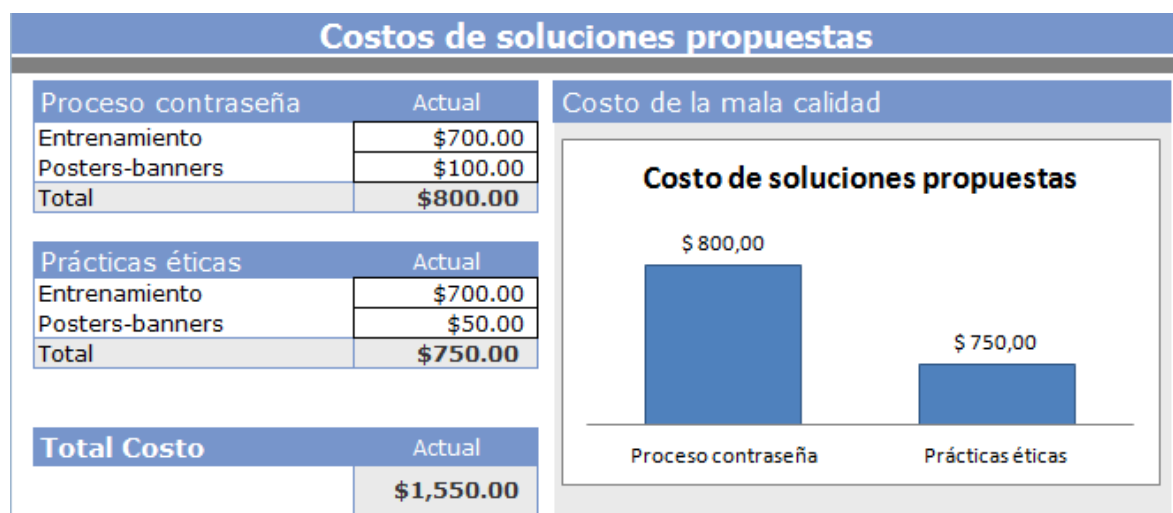 Costos de soluciones propuestas
Proceso contraseña Actual
Entrenamiento $700.00
Posters-banners $100.00
Total $800.00
Prácticas éticas Actual
Entrenamiento $700.00
Posters-banners $50.00
Total $750.00
Total Costo Actual
$1,550.00
Costo de la mala calidad
Costo de soluciones propuestas
$ 800,00
$ 750,00
Proceso contraseña Prácticas éticas